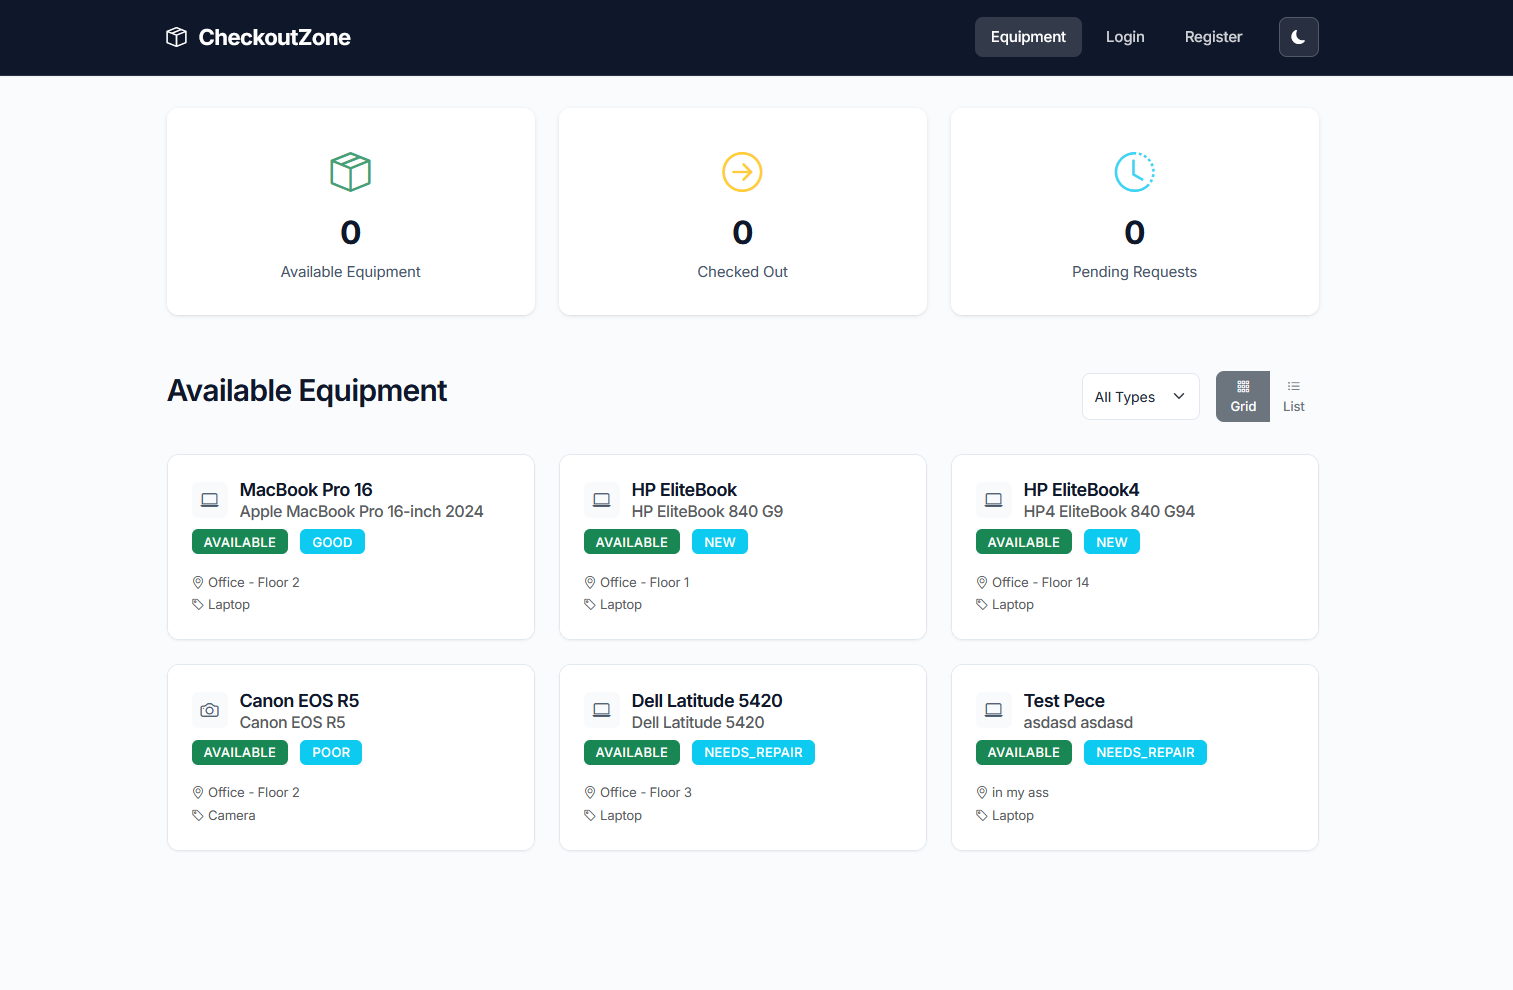 CheckoutZone
Equipment
Login
Register
0
Available Equipment
0
Checked Out
0
Pending Requests
Available Equipment
All Types
Grid
List
MacBook Pro 16
Apple MacBook Pro 16-inch 2024
AVAILABLE
GOOD
Office - Floor 2
Laptop
HP EliteBook
HP EliteBook 840 G9
AVAILABLE
NEW
Office - Floor 1
Laptop
HP EliteBook4
HP4 EliteBook 840 G94
AVAILABLE
NEW
Office - Floor 14
Laptop
Canon EOS R5
Canon EOS R5
AVAILABLE
POOR
Office - Floor 2
Camera
Dell Latitude 5420
Dell Latitude 5420
AVAILABLE
NEEDS_REPAIR
Office - Floor 3
Laptop
Test Pece
asdasd asdasd
AVAILABLE
NEEDS_REPAIR
in my ass
Laptop